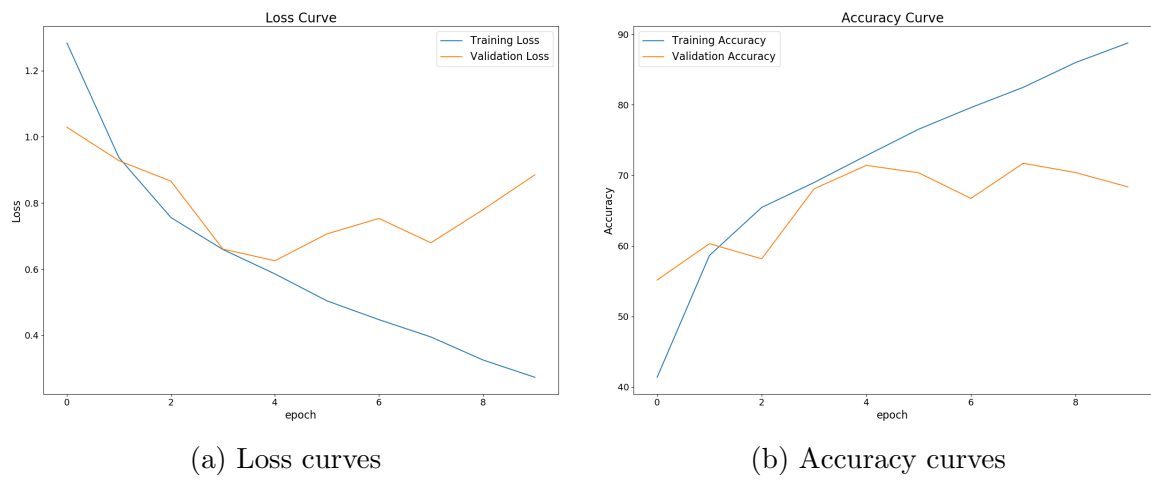 Loss Curve
Training Loss
Validation Loss
Loss
1.2
1.0
0.8
0.6
0.4
0 2 4 6 8
epoch
(a) Loss curves
Accuracy Curve
Training Accuracy
Validation Accuracy
Accuracy
90
80
70
60
50
40
0 2 4 6 8
epoch
(b) Accuracy curves